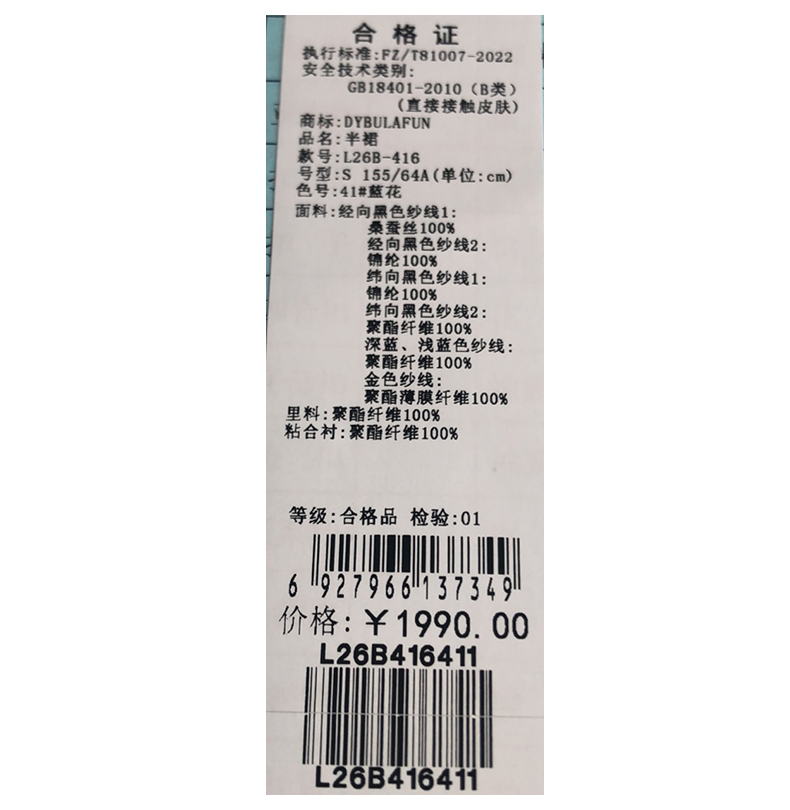 合格证
执行标准:FZ/T81007-2022
安全技术类别:
GB18401-2010（B类）
(直接接触皮肤)
商标:DYBULAFUN
品名:半裙
款号:L26B-416
号型:S 155/64A(单位:cm)
色号:41#蓝花
面料:经向黑色纱线1:
桑蚕丝100%
经向黑色纱线2:
锦纶100%
纬向黑色纱线1:
锦纶100%
纬向黑色纱线2:
聚酯纤维100%
深蓝、浅蓝色纱线:
聚酯纤维100%
金色纱线:
聚酯薄膜纤维100%
里料:聚酯纤维100%
粘合衬:聚酯纤维100%
等级:合格品 检验:01
6 927966 137349
价格:￥1990.00
L26B416411
L26B416411